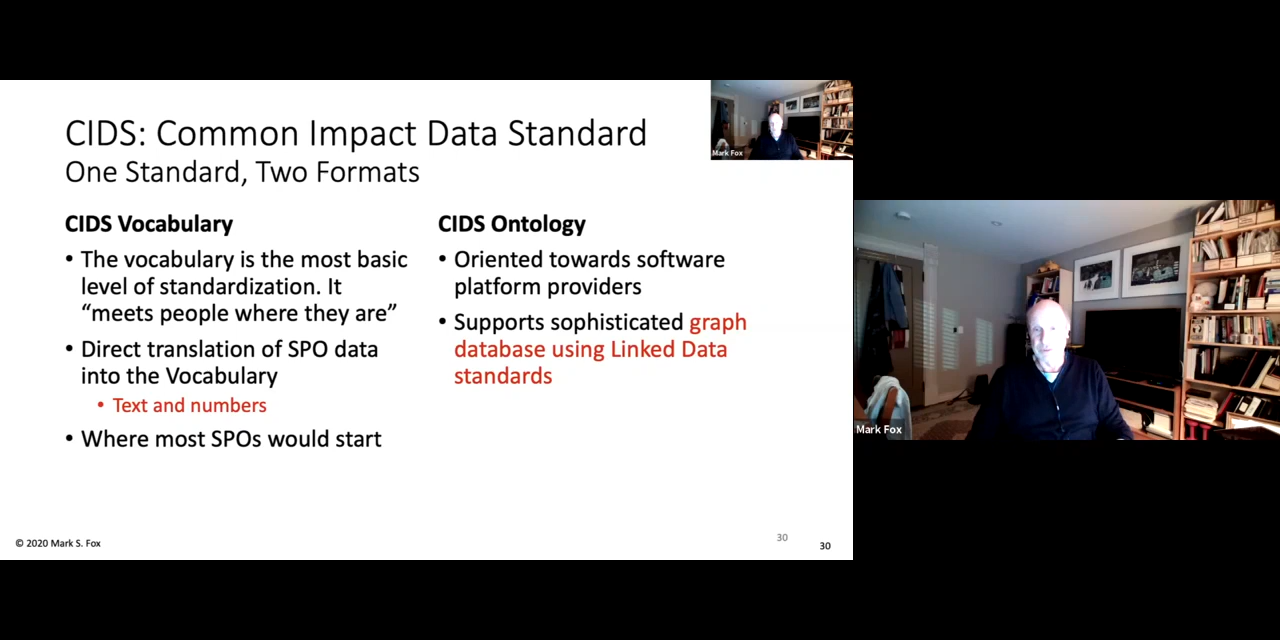 CIDS: Common Impact Data Standard
One Standard, Two Formats
Mark Fox
CIDS Vocabulary
• The vocabulary is the most basic
level of standardization. It
“meets people where they are”
• Direct translation of SPO data
into the Vocabulary
• Text and numbers
• Where most SPOs would start
CIDS Ontology
• Oriented towards software
platform providers
• Supports sophisticated graph
database using Linked Data
standards
© 2020 Mark S. Fox
30
30
Mark Fox